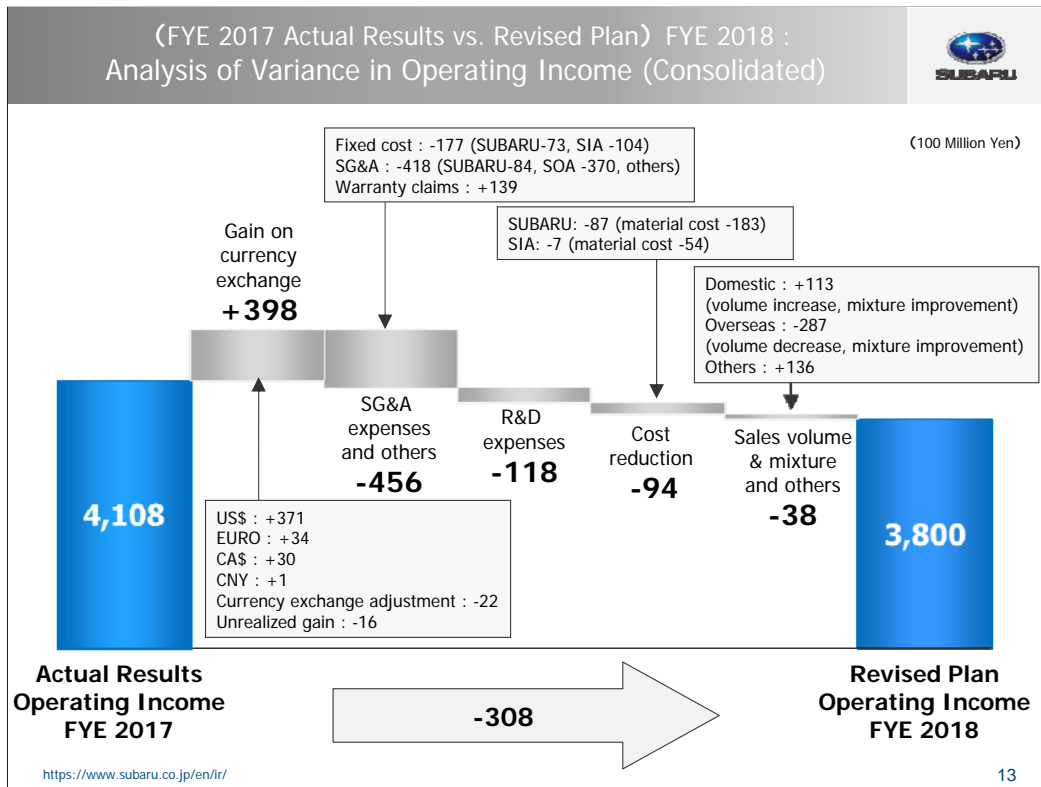 （FYE 2017 Actual Results vs. Revised Plan）FYE 2018 :
Analysis of Variance in Operating Income (Consolidated)
SUBARU
（100 Million Yen）
Fixed cost : -177 (SUBARU-73, SIA -104)
SG&A : -418 (SUBARU-84, SOA -370, others)
Warranty claims : +139
SUBARU: -87 (material cost -183)
SIA: -7 (material cost -54)
Domestic : +113
(volume increase, mixture improvement)
Overseas : -287
(volume decrease, mixture improvement)
Others : +136
Gain on
currency
exchange
+398
SG&A
expenses
and others
-456
R&D
expenses
-118
Cost
reduction
-94
Sales volume
& mixture
and others
-38
4,108
US$ : +371
EURO : +34
CA$ : +30
CNY : +1
Currency exchange adjustment : -22
Unrealized gain : -16
3,800
Actual Results
Operating Income
FYE 2017
-308
Revised Plan
Operating Income
FYE 2018
https://www.subaru.co.jp/en/ir/
13